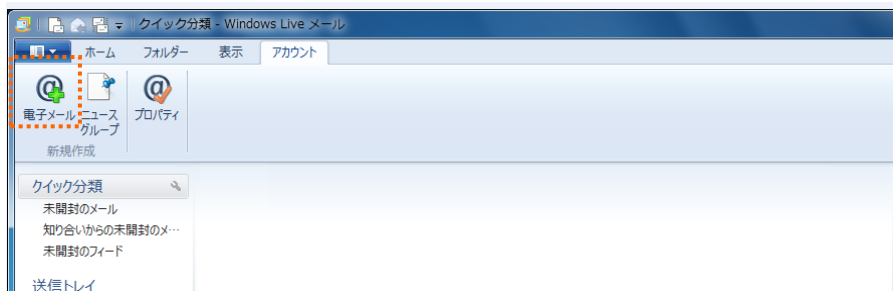 クイック分類 - Windows Live メール
ホーム フォルダー 表示 アカウント
電子メール ニュース グループ プロパティ
新規作成
クイック分類
未開封のメール
知り合いからの未開封のメ…
未開封のフィード
送信トレイ